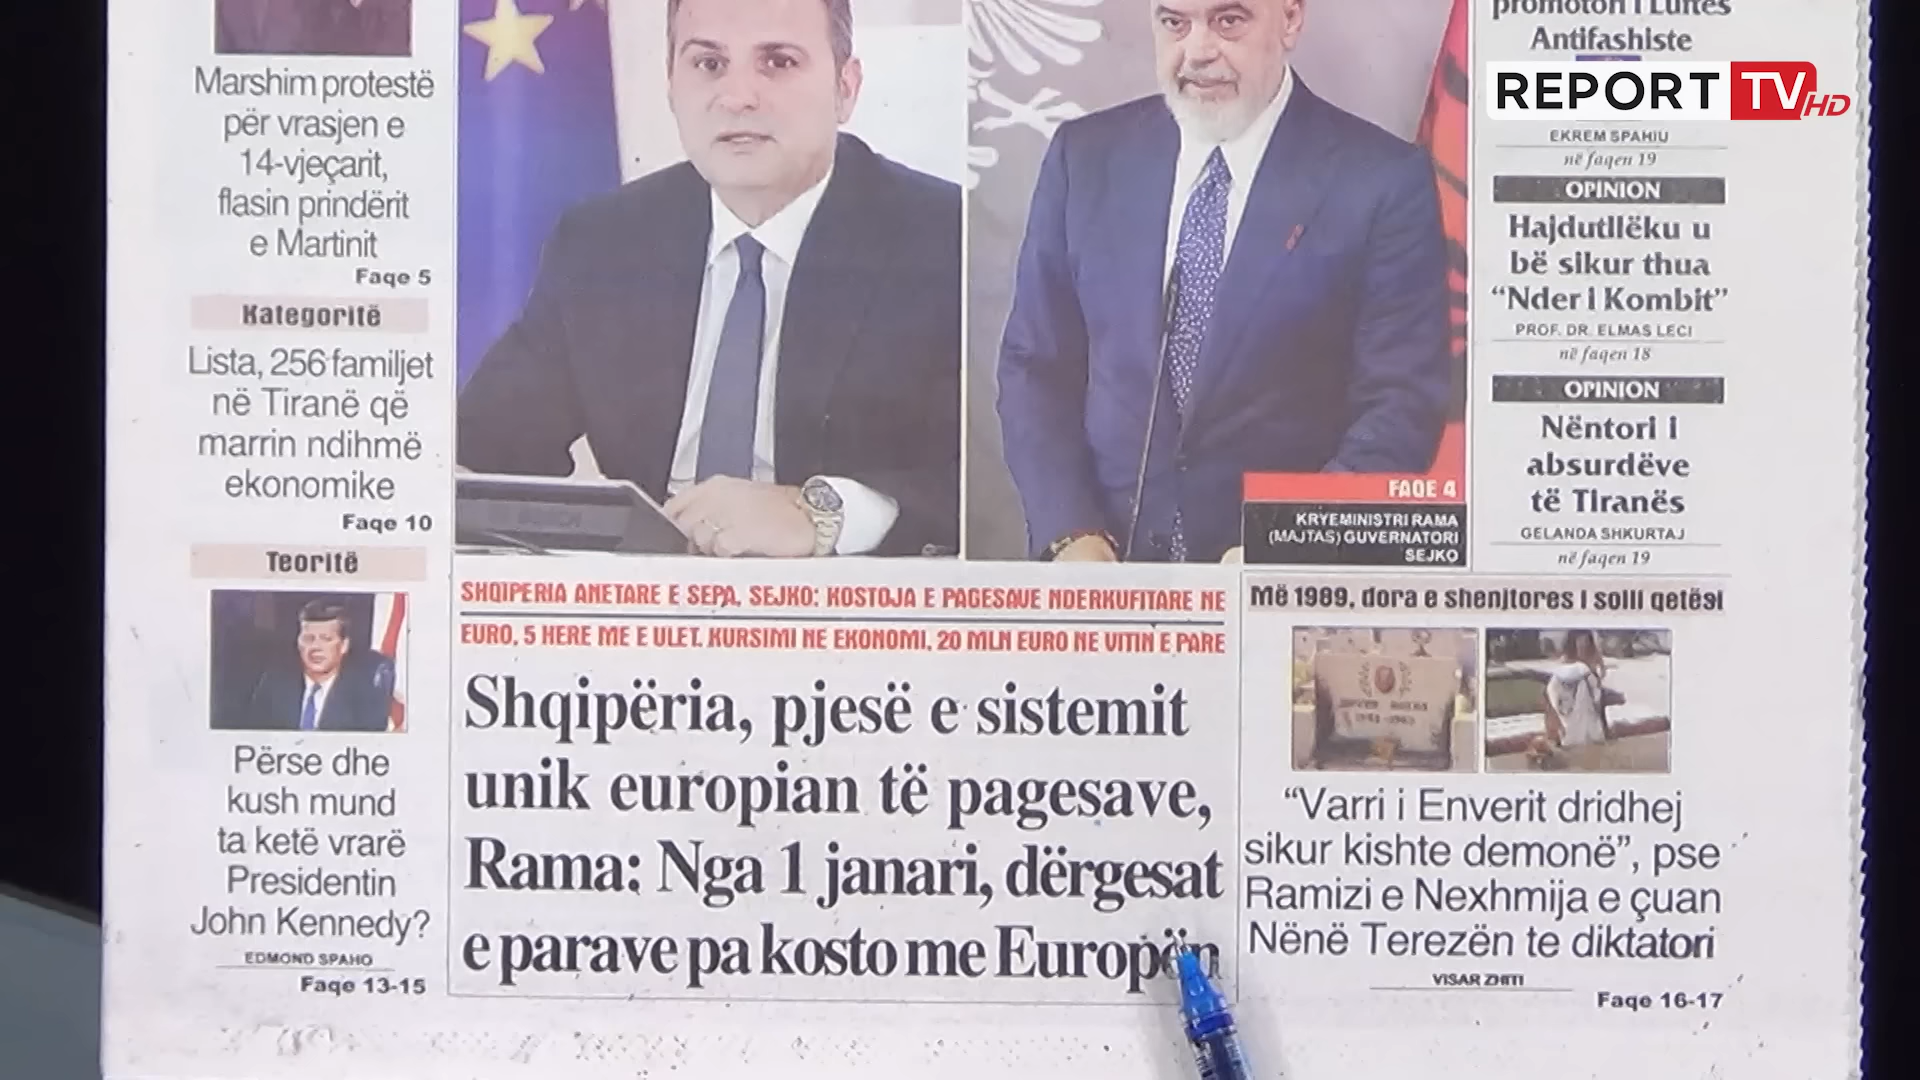 Marshim protestë
për vrasjen e
14-vjeçarit,
flasin prindërit
e Martinit
Faqe 5
Kategoritë
Lista, 256 familjet
në Tiranë që
marrin ndihmë
ekonomike
Faqe 10
Teoritë
Përse dhe
kush mund
ta ketë vrarë
Presidentin
John Kennedy?
EDMOND SPAHO
Faqe 13-15
FAQE 4
KRYEMINISTRI RAMA
(MAJTAS) GUVERNATORI
SEJKO
SHQIPERIA ANETARE E SEPA, SEJKO: KOSTOJA E PAGESAVE NDERKUFITARE NE
EURO, 5 HERE ME E ULET. KURSIMI NE EKONOMI, 20 MLN EURO NE VITIN E PARE
Shqipëria, pjesë e sistemit
unik europian të pagesave,
Rama: Nga 1 janari, dërgesat
e parave pa kosto me Europën
promotori i Luftës
Antifashiste
REPORT TV HD
EKREM SPAHIU
në faqen 19
OPINION
Hajdutllëku u
bë sikur thua
“Nder i Kombit”
PROF. DR. ELMAS LECI
në faqen 18
OPINION
Nëntori i
absurdëve
të Tiranës
GELANDA SHKURTAJ
në faqen 19
Më 1989, dora e shenjtores i solli qetësi
“Varri i Enverit dridhej
sikur kishte demonë”, pse
Ramizi e Nexhmija e çuan
Nënë Terezën te diktatori
VISAR ZHITI
Faqe 16-17